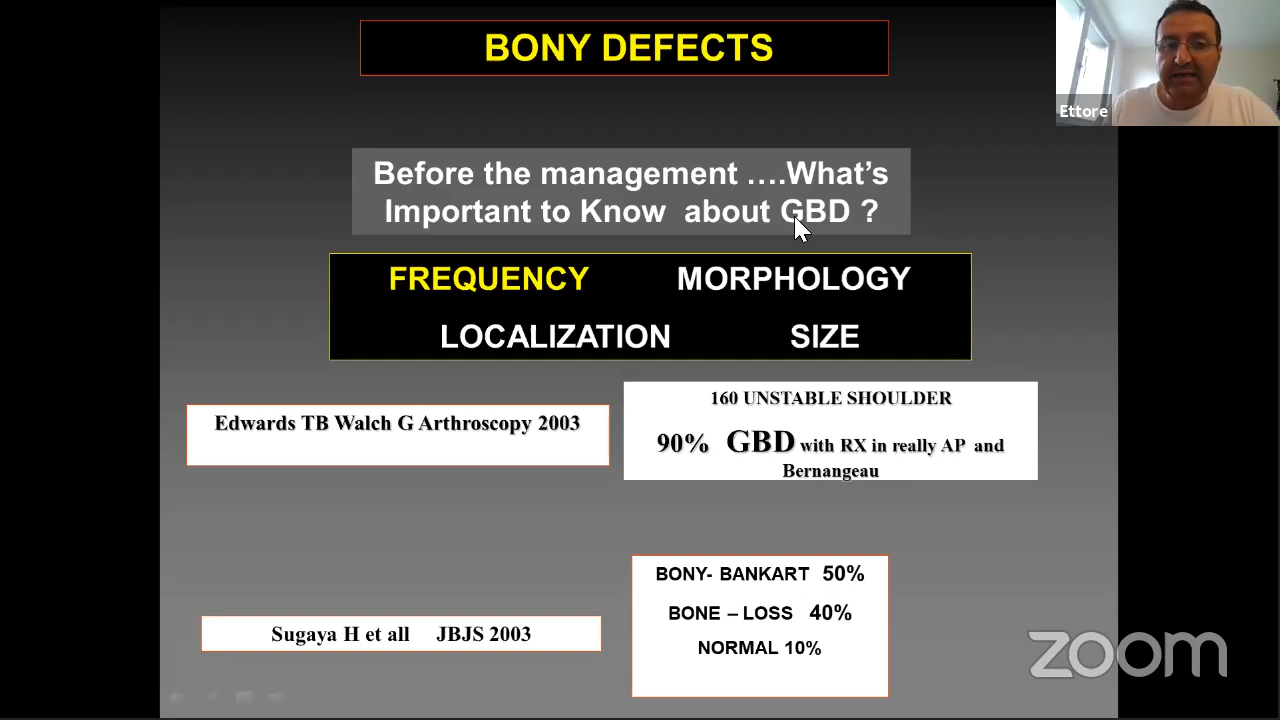 BONY DEFECTS
Ettore
Before the management ….What’s
Important to Know about GBD ?
FREQUENCY MORPHOLOGY
LOCALIZATION SIZE
Edwards TB Walch G Arthroscopy 2003
160 UNSTABLE SHOULDER
90% GBD with RX in really AP and
Bernangeau
Sugaya H et all JBJS 2003
BONY- BANKART 50%
BONE – LOSS 40%
NORMAL 10%
zoom